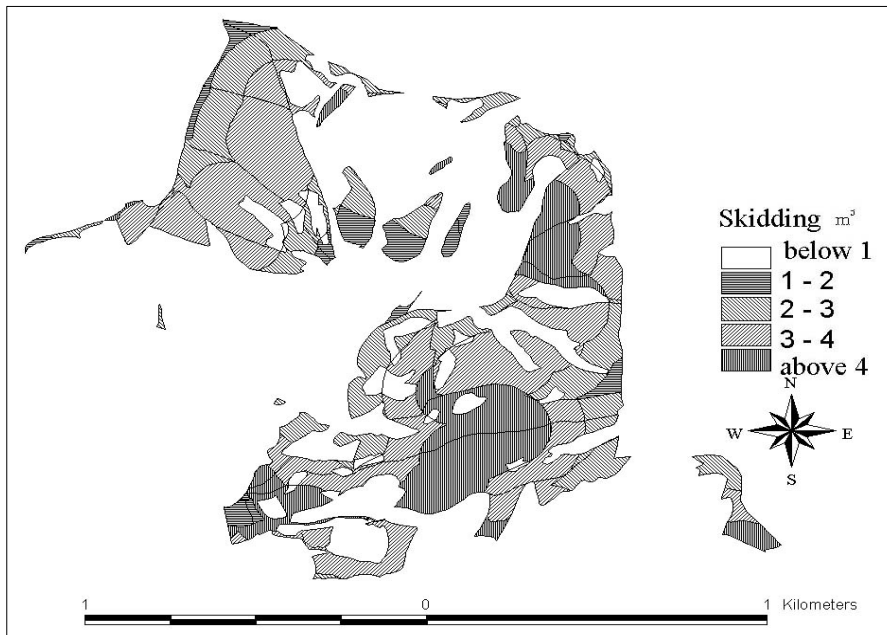 Skidding m³
below 1
1 - 2
2 - 3
3 - 4
above 4
N
W E
S
1 0 1 Kilometers